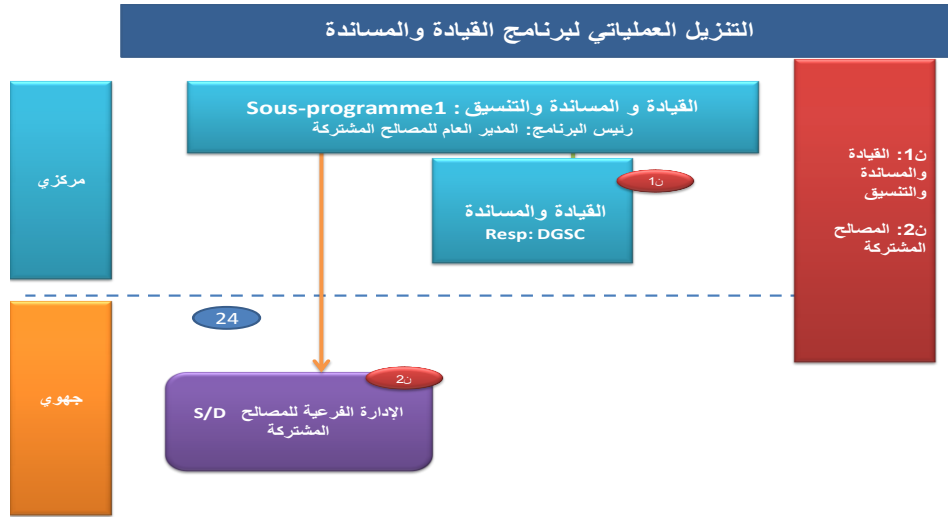 التنزيل العملياتي لبرنامج القيادة والمساندة
القيادة و المساندة والتنسيق : Sous-programme1
رئيس البرنامج: المدير العام للمصالح المشتركة
ن1: القيادة
والمساندة
والتنسيق
ن2: المصالح
المشتركة
مركزي
ن1
القيادة والمساندة
Resp: DGSC
24
جهوي
ن2
الإدارة الفرعية للمصالح S/D
المشتركة